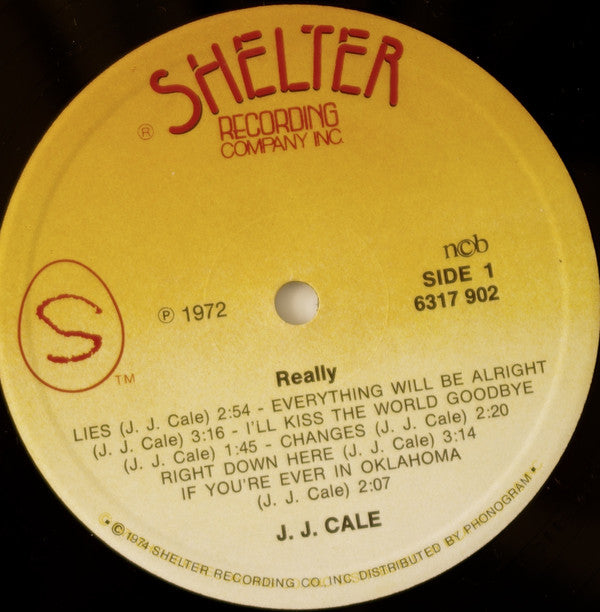 SHELTER
RECORDING
COMPANY INC.
®
ncb
SIDE 1
6317 902
℗ 1972
S
TM
Really
LIES (J. J. Cale) 2:54 - EVERYTHING WILL BE ALRIGHT
(J. J. Cale) 3:16 - I'LL KISS THE WORLD GOODBYE
(J. J. Cale) 1:45 - CHANGES (J. J. Cale) 2:20
RIGHT DOWN HERE (J. J. Cale) 3:14
IF YOU'RE EVER IN OKLAHOMA
(J. J. Cale) 2:07
J. J. CALE
• © 1974 SHELTER RECORDING CO., INC. DISTRIBUTED BY PHONOGRAM •